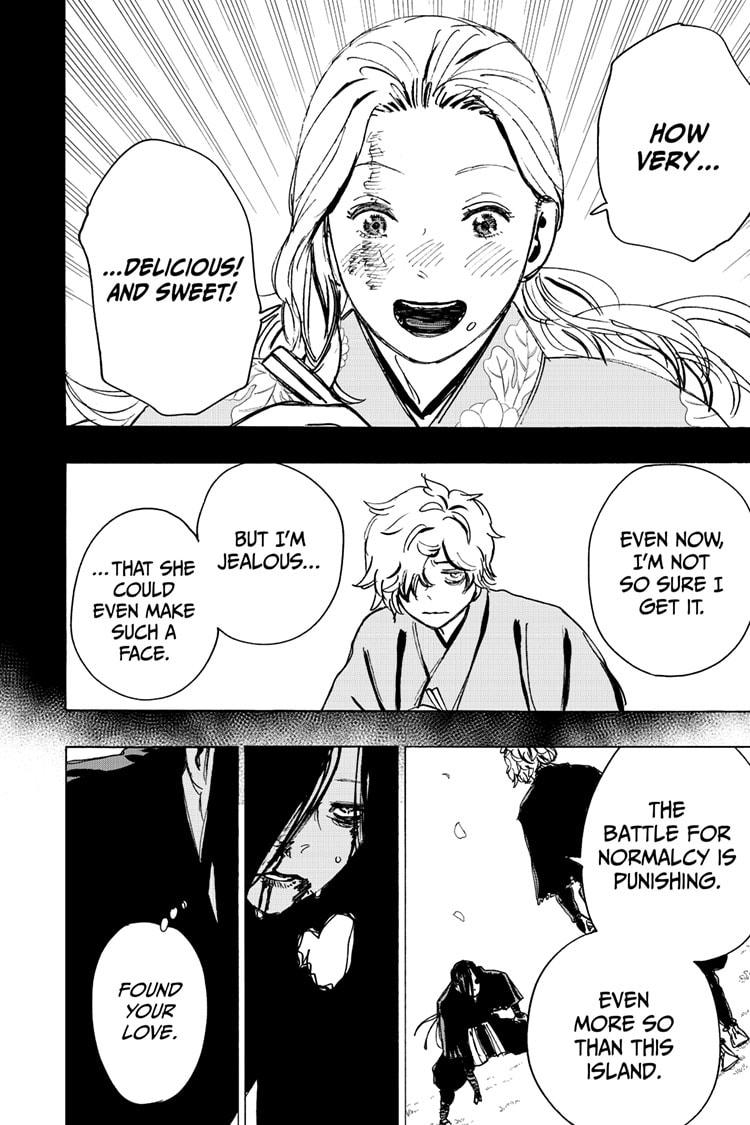 HOW
VERY...
...DELICIOUS!
AND SWEET!
EVEN NOW,
I'M NOT
SO SURE I
GET IT.
BUT I'M
JEALOUS...
...THAT SHE
COULD
EVEN MAKE
SUCH A
FACE.
THE
BATTLE FOR
NORMALCY IS
PUNISHING.
EVEN
MORE SO
THAN THIS
ISLAND.
FOUND
YOUR
LOVE.